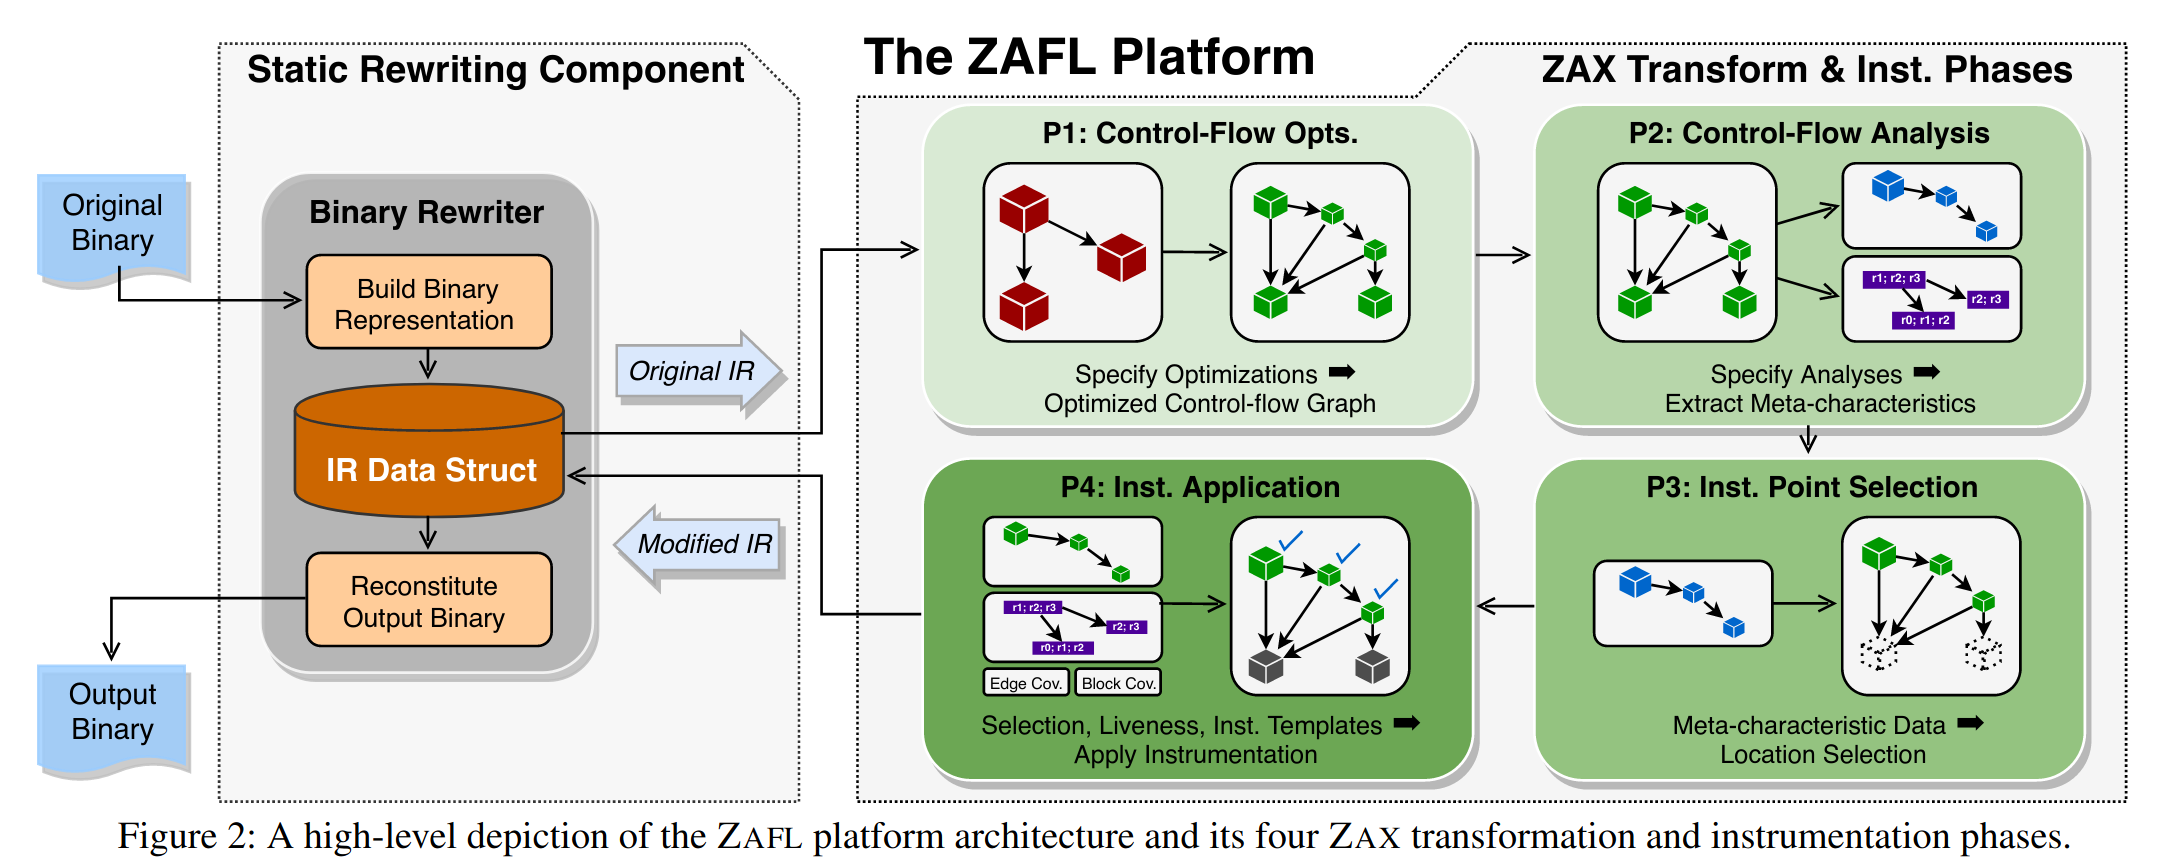 The ZAFL Platform
Static Rewriting Component
ZAX Transform & Inst. Phases
Original
Binary
Binary Rewriter
Build Binary
Representation
IR Data Struct
Reconstitute
Output Binary
Output
Binary
Original IR
Modified IR
P1: Control-Flow Opts.
Specify Optimizations ➡
Optimized Control-flow Graph
P2: Control-Flow Analysis
r1; r2; r3
r2; r3
r0; r1; r2
Specify Analyses ➡
Extract Meta-characteristics
P3: Inst. Point Selection
Meta-characteristic Data ➡
Location Selection
P4: Inst. Application
r1; r2; r3
r2; r3
r0; r1; r2
Edge Cov.
Block Cov.
Selection, Liveness, Inst. Templates ➡
Apply Instrumentation
Figure 2: A high-level depiction of the ZAFL platform architecture and its four ZAX transformation and instrumentation phases.